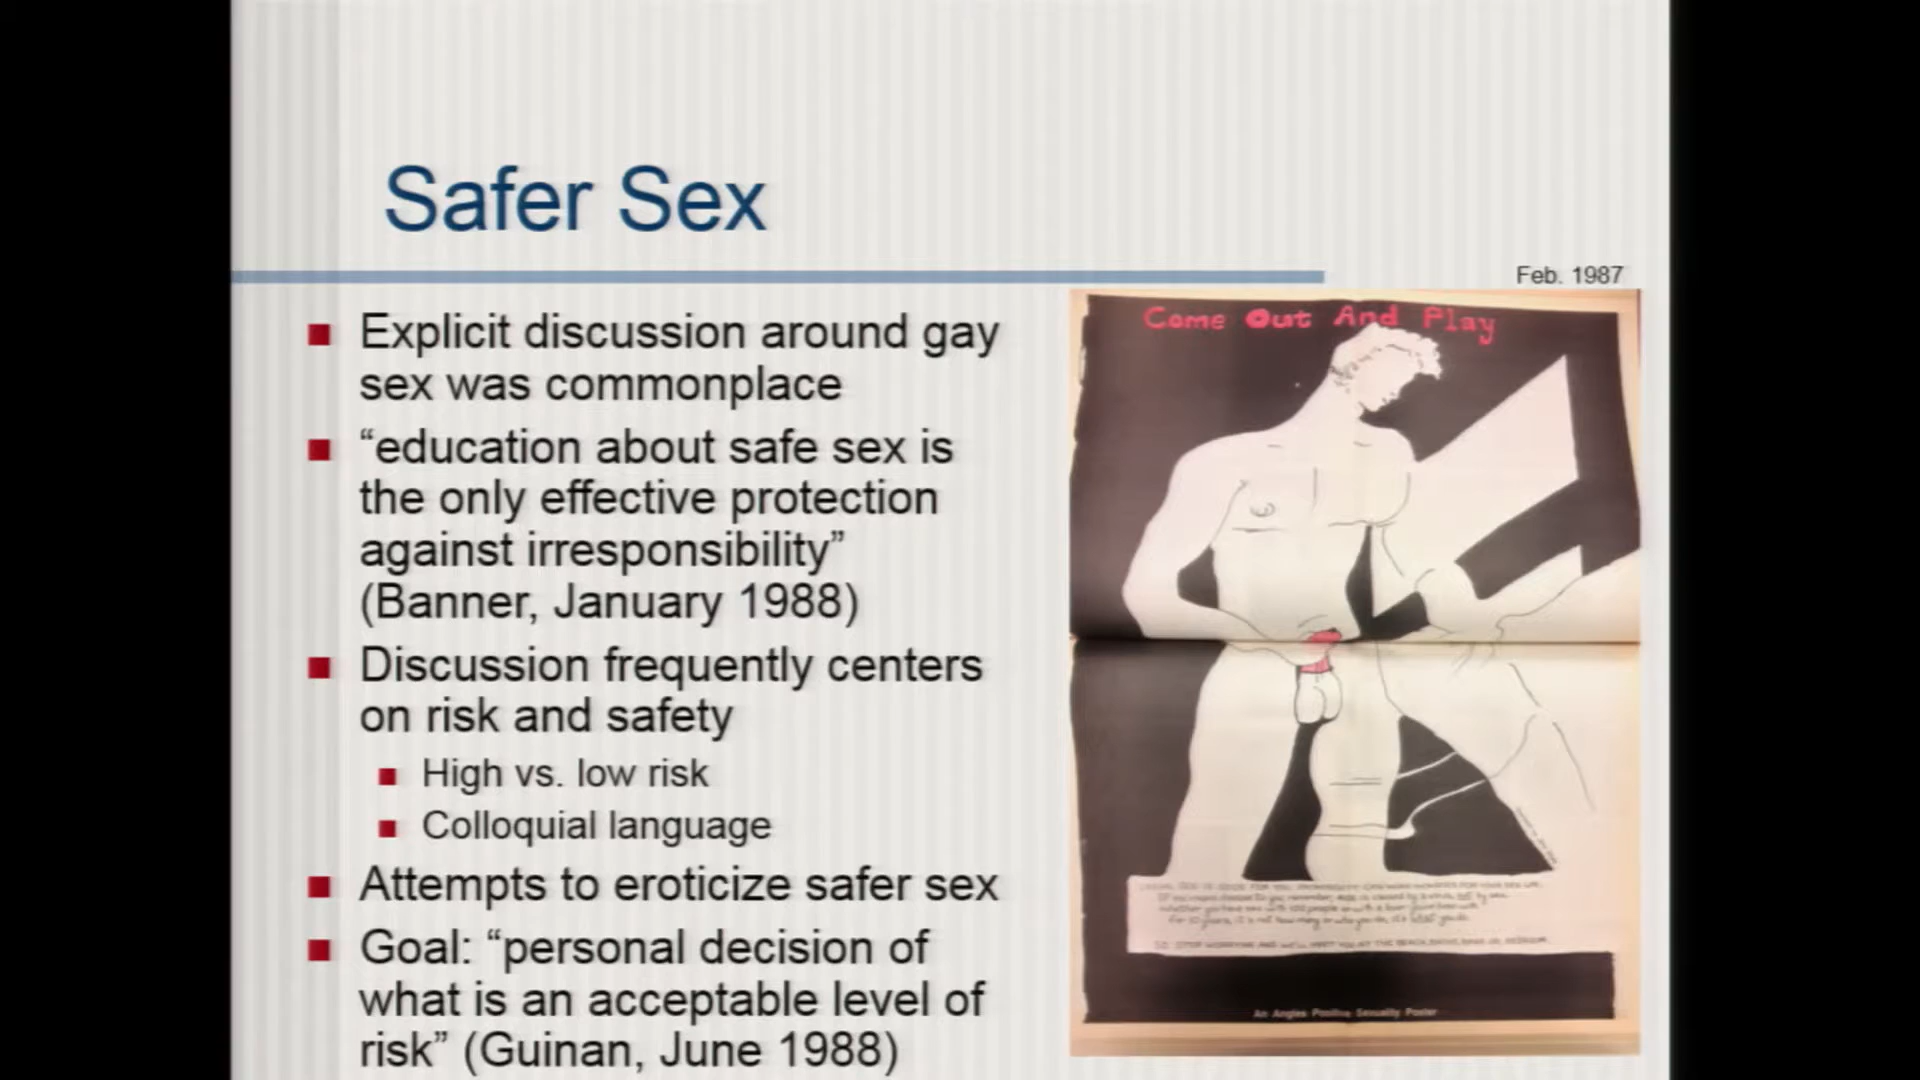 Safer Sex
Feb. 1987
Explicit discussion around gay
sex was commonplace
“education about safe sex is
the only effective protection
against irresponsibility”
(Banner, January 1988)
Discussion frequently centers
on risk and safety
High vs. low risk
Colloquial language
Attempts to eroticize safer sex
Goal: “personal decision of
what is an acceptable level of
risk” (Guinan, June 1988)
Come Out And Play
An Angles Positive Sexuality Poster